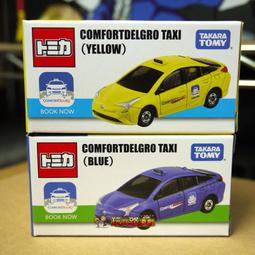 トミカ
COMFORTDELGRO TAXI
(YELLOW)
TAKARA TOMY
BOOK NOW
トミカ
COMFORTDELGRO TAXI
(BLUE)
TAKARA TOMY
BOOK NOW